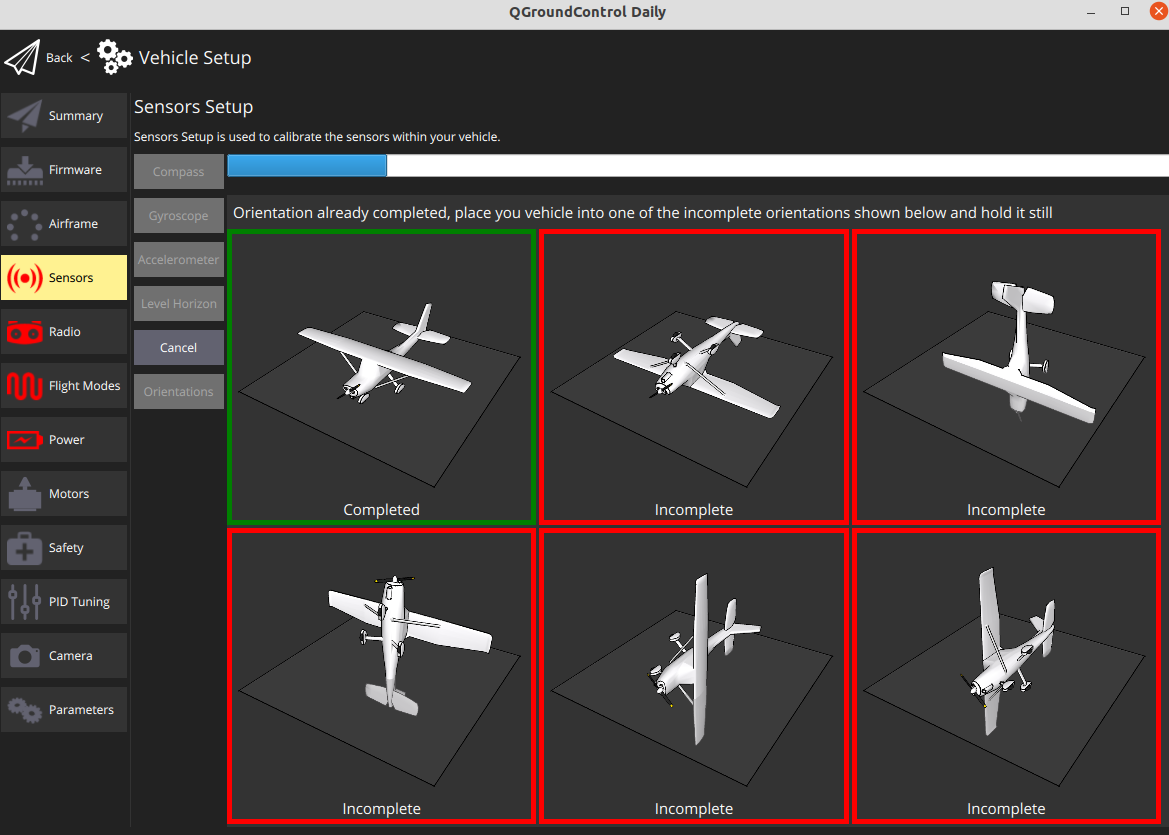 QGroundControl Daily
Back < Vehicle Setup
Summary
Firmware
Airframe
Sensors
Radio
Flight Modes
Power
Motors
Safety
PID Tuning
Camera
Parameters
Sensors Setup
Sensors Setup is used to calibrate the sensors within your vehicle.
Compass
Gyroscope
Accelerometer
Level Horizon
Cancel
Orientations
Orientation already completed, place you vehicle into one of the incomplete orientations shown below and hold it still
Completed
Incomplete
Incomplete
Incomplete
Incomplete
Incomplete